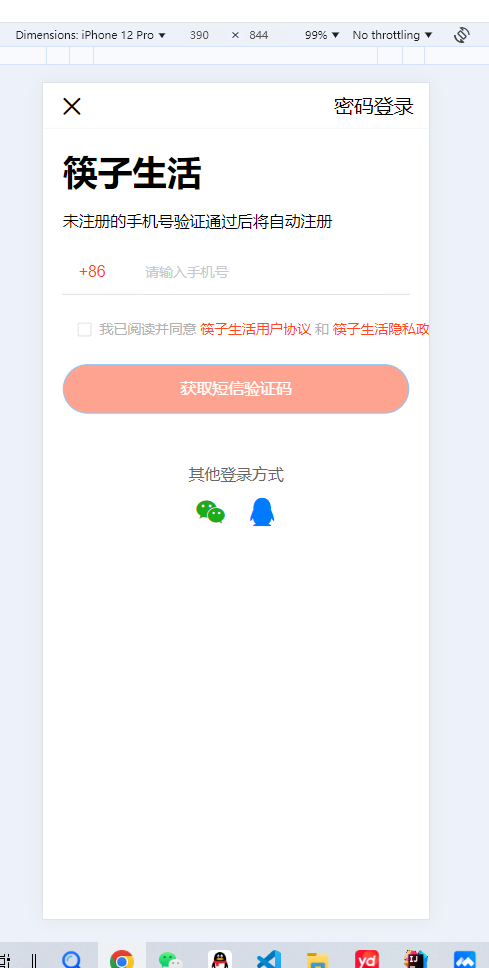 Dimensions: iPhone 12 Pro ▼ 390 × 844 99% ▼ No throttling ▼
密码登录
筷子生活
未注册的手机号验证通过后将自动注册
+86 请输入手机号
我已阅读并同意 筷子生活用户协议 和 筷子生活隐私政
获取短信验证码
其他登录方式
yd
IJ